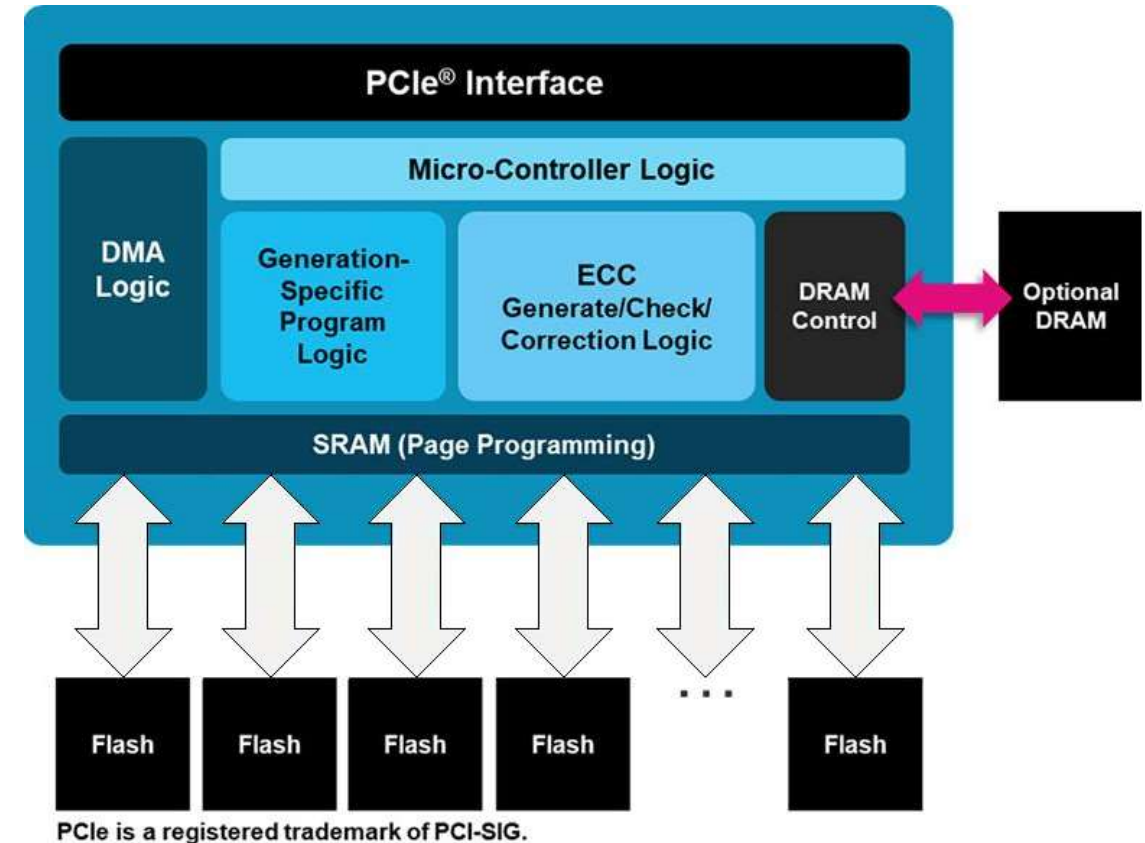 PCIe® Interface
Micro-Controller Logic
DMA
Logic
Generation-
Specific
Program
Logic
ECC
Generate/Check/
Correction Logic
DRAM
Control
Optional
DRAM
SRAM (Page Programming)
Flash
Flash
Flash
Flash
...
Flash
PCIe is a registered trademark of PCI-SIG.